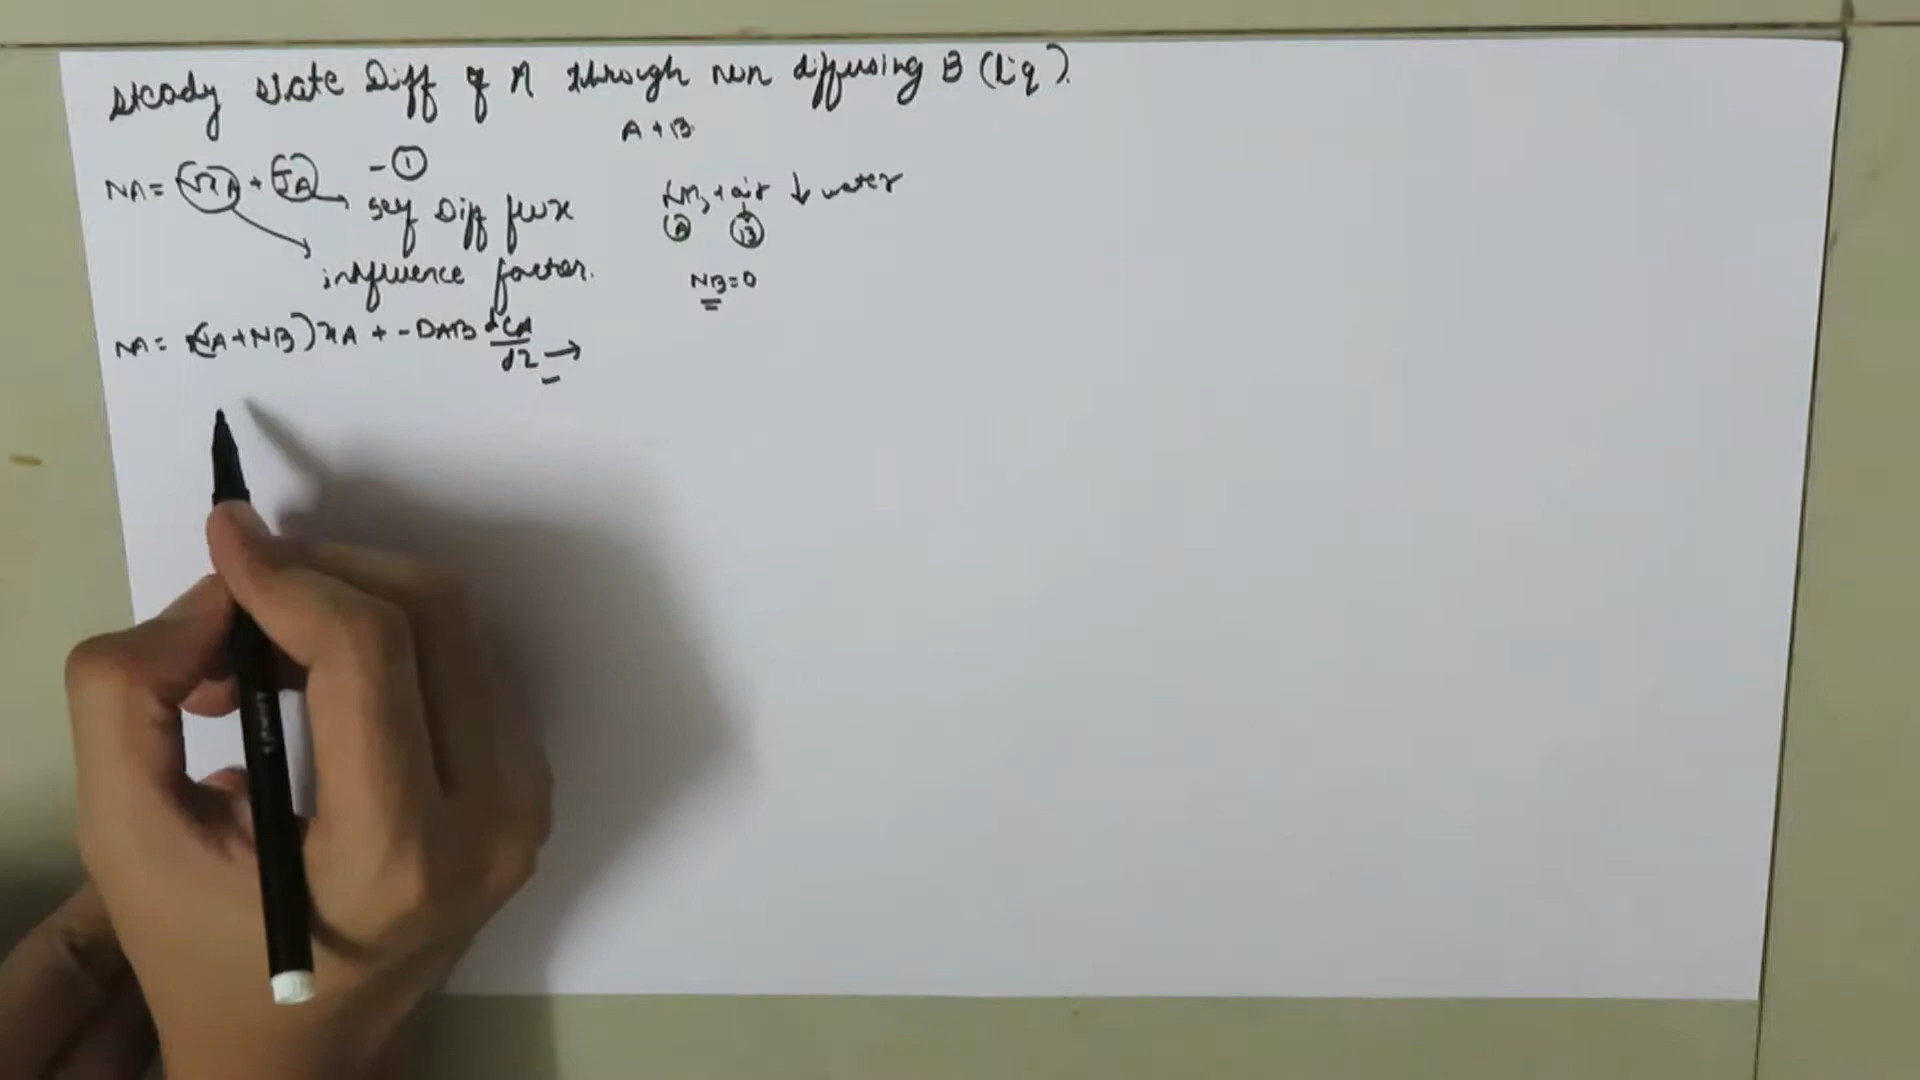 steady state Diff of A through non diffusing B (Liq).
A + B
NA = (N xA) + (JA) - ①
self Diff flux
influence factor.
NH3 + air ↓ water
Ⓐ Ⓑ
NB = 0
NA = (NA + NB) xA + - DAB dCA/dz →